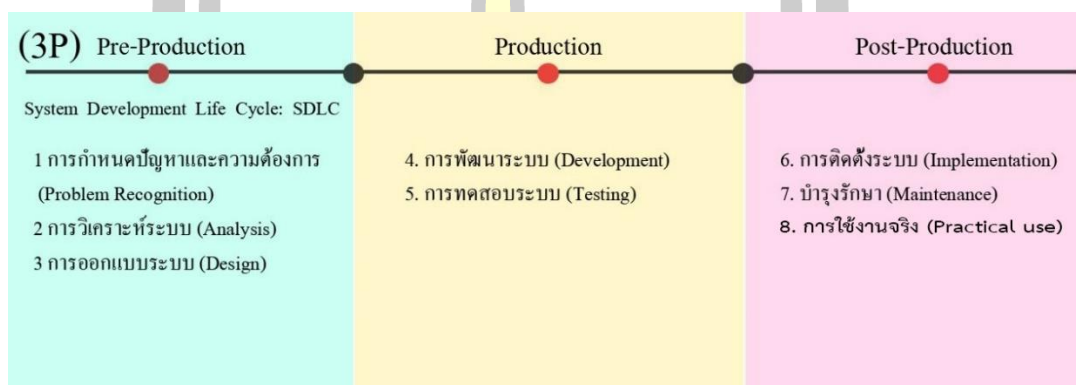 (3P) Pre-Production
Production
Post-Production
System Development Life Cycle: SDLC
1 การกำหนดปัญหาและความต้องการ
(Problem Recognition)
2 การวิเคราะห์ระบบ (Analysis)
3 การออกแบบระบบ (Design)
4. การพัฒนาระบบ (Development)
5. การทดสอบระบบ (Testing)
6. การติดตั้งระบบ (Implementation)
7. บำรุงรักษา (Maintenance)
8. การใช้งานจริง (Practical use)